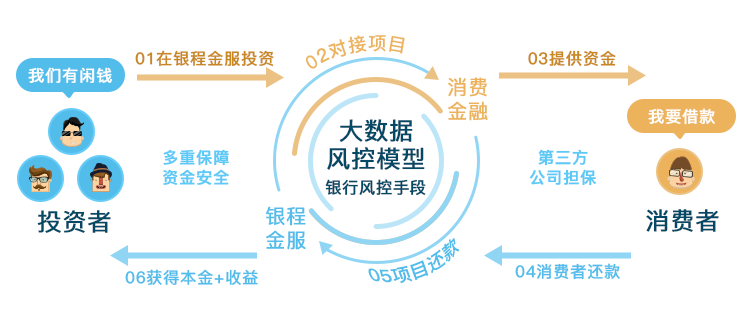 01在银程金服投资
02对接项目
03提供资金
我们有闲钱
消费
金融
我要借款
大数据
风控模型
银行风控手段
多重保障
资金安全
第三方
公司担保
投资者
银程
金服
消费者
06获得本金+收益
05项目还款
04消费者还款